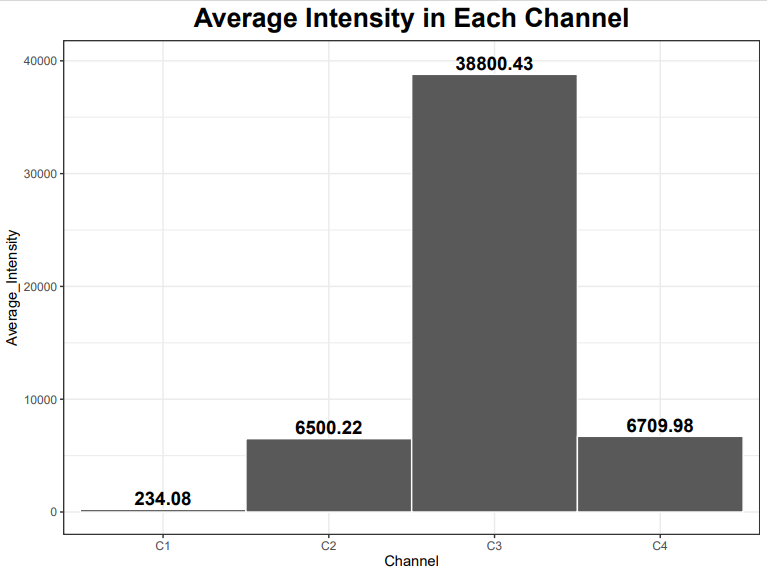 Average Intensity in Each Channel
40000
30000
20000
10000
0
Average_Intensity
38800.43
6500.22
6709.98
234.08
C1 C2 C3 C4
Channel